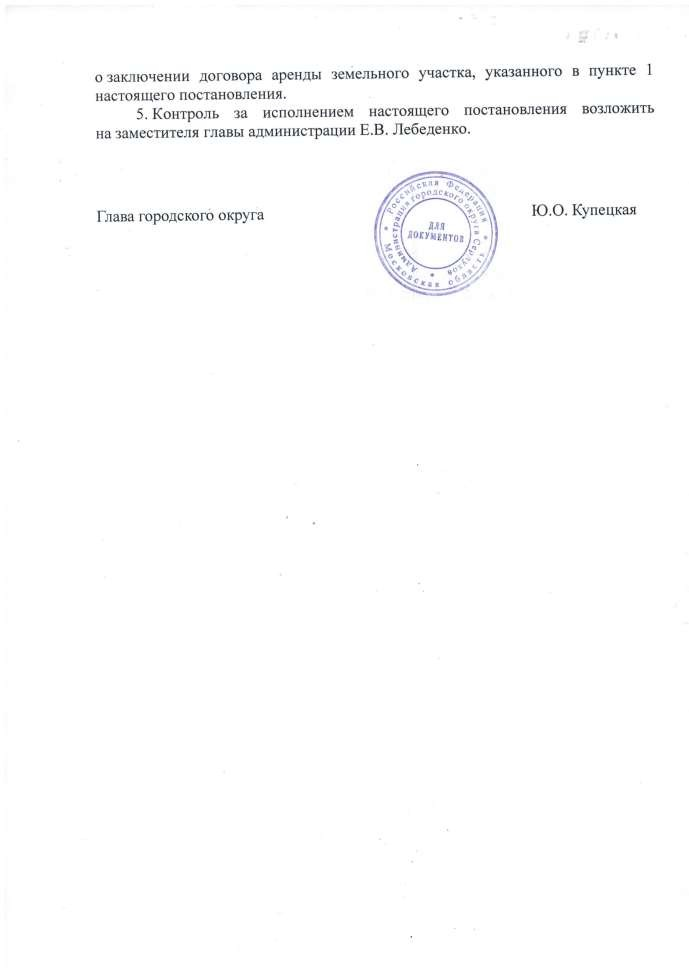 о заключении договора аренды земельного участка, указанного в пункте 1
настоящего постановления.
5. Контроль за исполнением настоящего постановления возложить
на заместителя главы администрации Е.В. Лебеденко.
Глава городского округа
Ю.О. Купецкая
* Российская Федерация *
Московская область
Администрация городского округа Серпухов *
ДЛЯ
ДОКУМЕНТОВ